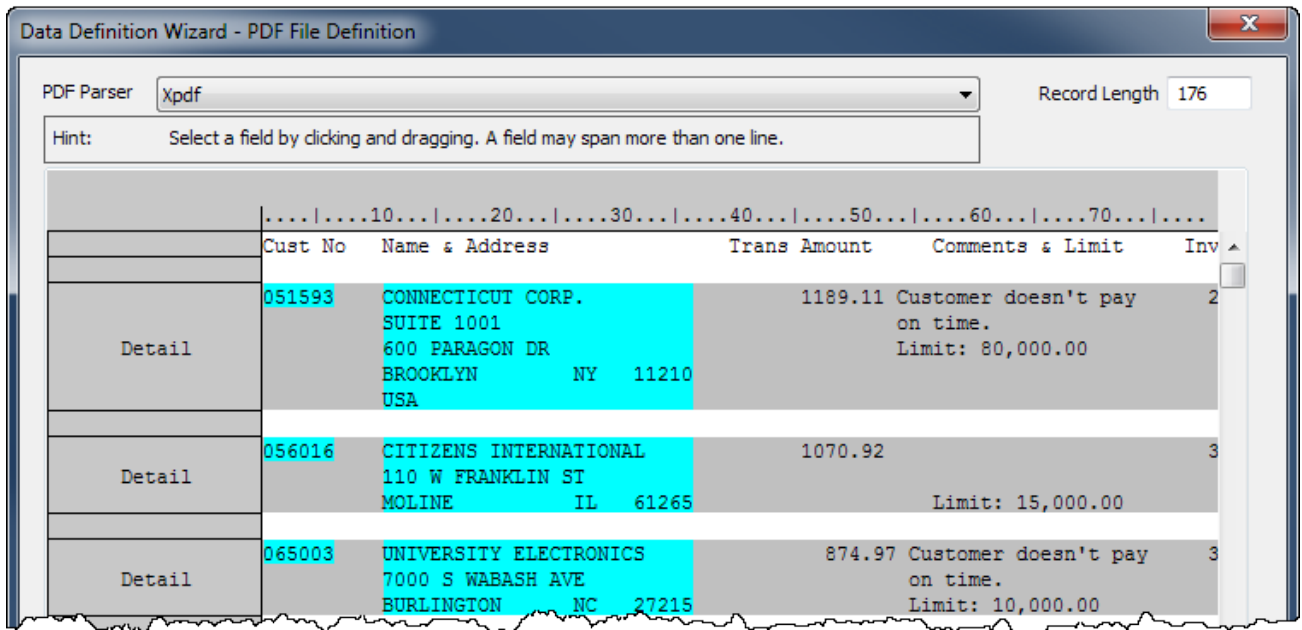 Data Definition Wizard - PDF File Definition
PDF Parser Xpdf Record Length 176
Hint: Select a field by clicking and dragging. A field may span more than one line.
|....|....10...|....20...|....30...|....40...|....50...|....60...|....70...|....
Cust No Name & Address Trans Amount Comments & Limit Inv
051593 CONNECTICUT CORP. 1189.11 Customer doesn't pay 2
SUITE 1001 on time.
Detail 600 PARAGON DR Limit: 80,000.00
BROOKLYN NY 11210
USA
056016 CITIZENS INTERNATIONAL 1070.92 3
Detail 110 W FRANKLIN ST
MOLINE IL 61265 Limit: 15,000.00
065003 UNIVERSITY ELECTRONICS 874.97 Customer doesn't pay 3
Detail 7000 S WABASH AVE on time.
BURLINGTON NC 27215 Limit: 10,000.00